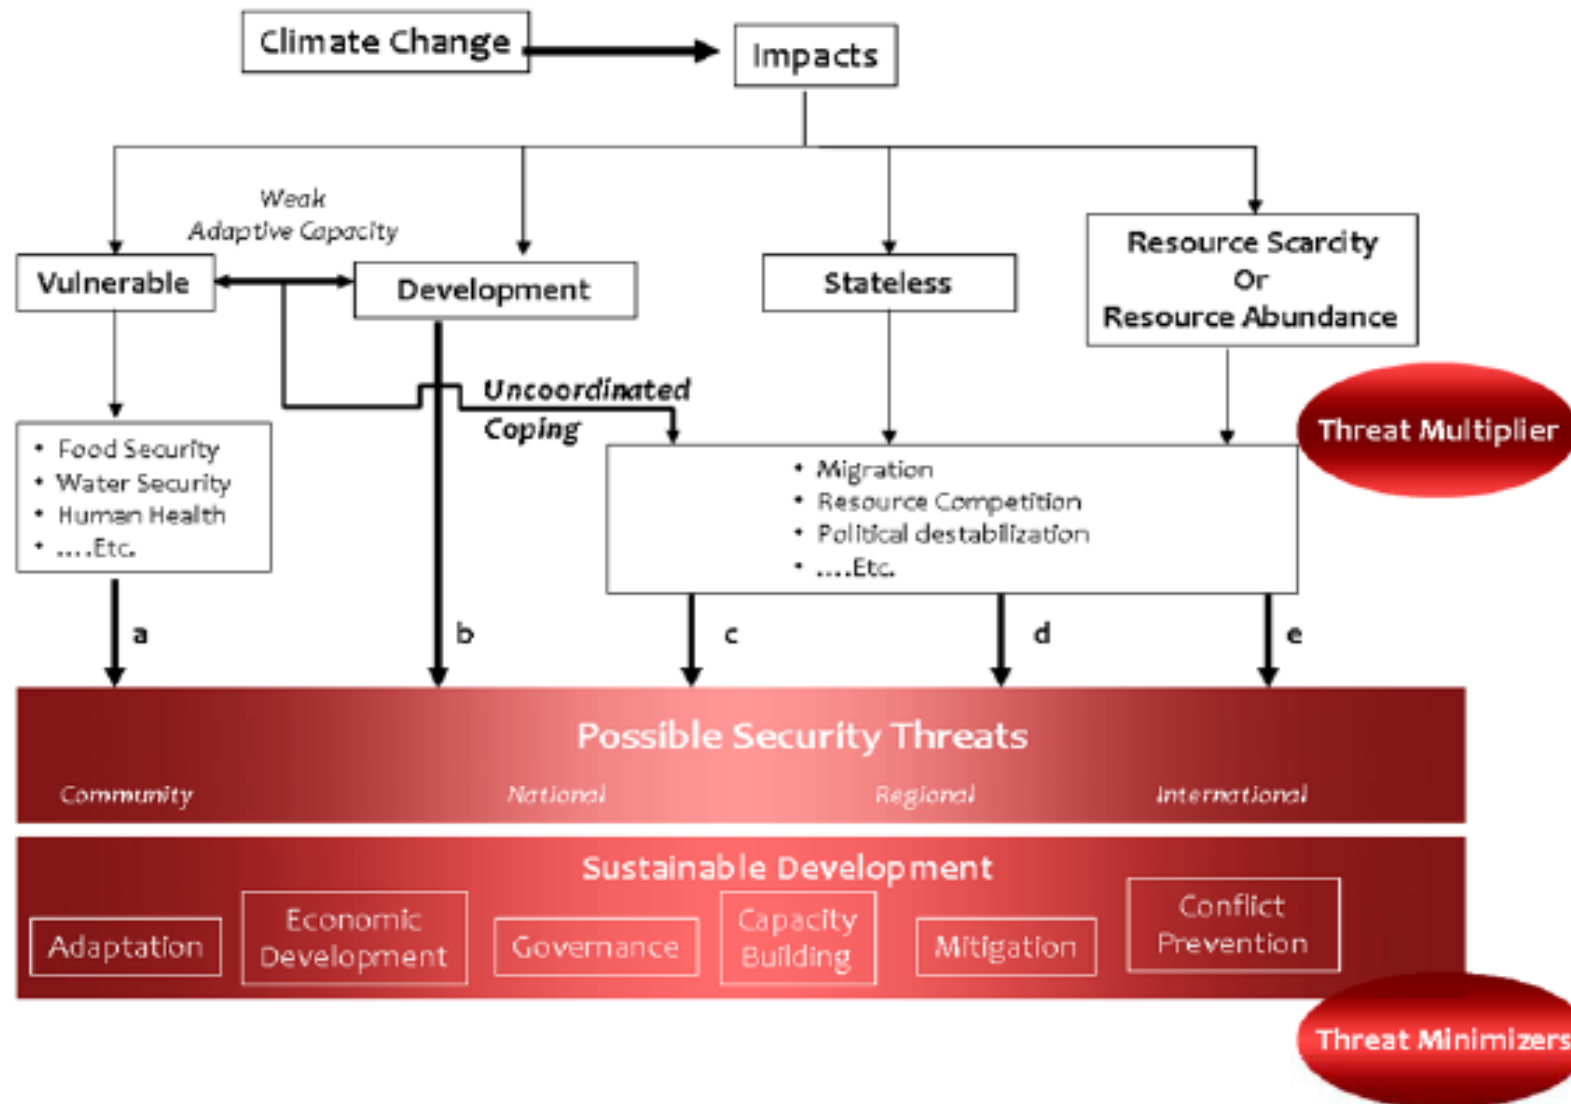 Climate Change
Impacts
Weak
Adaptive Capacity
Vulnerable
Development
Stateless
Resource Scarcity
Or
Resource Abundance
Uncoordinated
Coping
Threat Multiplier
• Food Security
• Water Security
• Human Health
• ....Etc.
• Migration
• Resource Competition
• Political destabilization
• ....Etc.
a
b
c
d
e
Possible Security Threats
Community
National
Regional
International
Sustainable Development
Adaptation
Economic
Development
Governance
Capacity
Building
Mitigation
Conflict
Prevention
Threat Minimizers